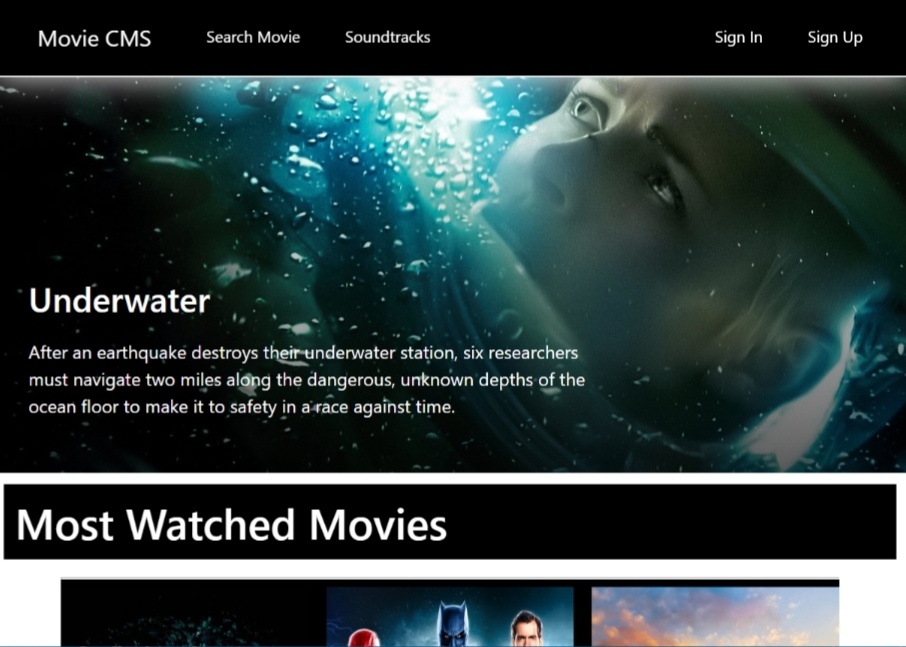 Movie CMS Search Movie Soundtracks Sign In Sign Up
Underwater
After an earthquake destroys their underwater station, six researchers
must navigate two miles along the dangerous, unknown depths of the
ocean floor to make it to safety in a race against time.
Most Watched Movies